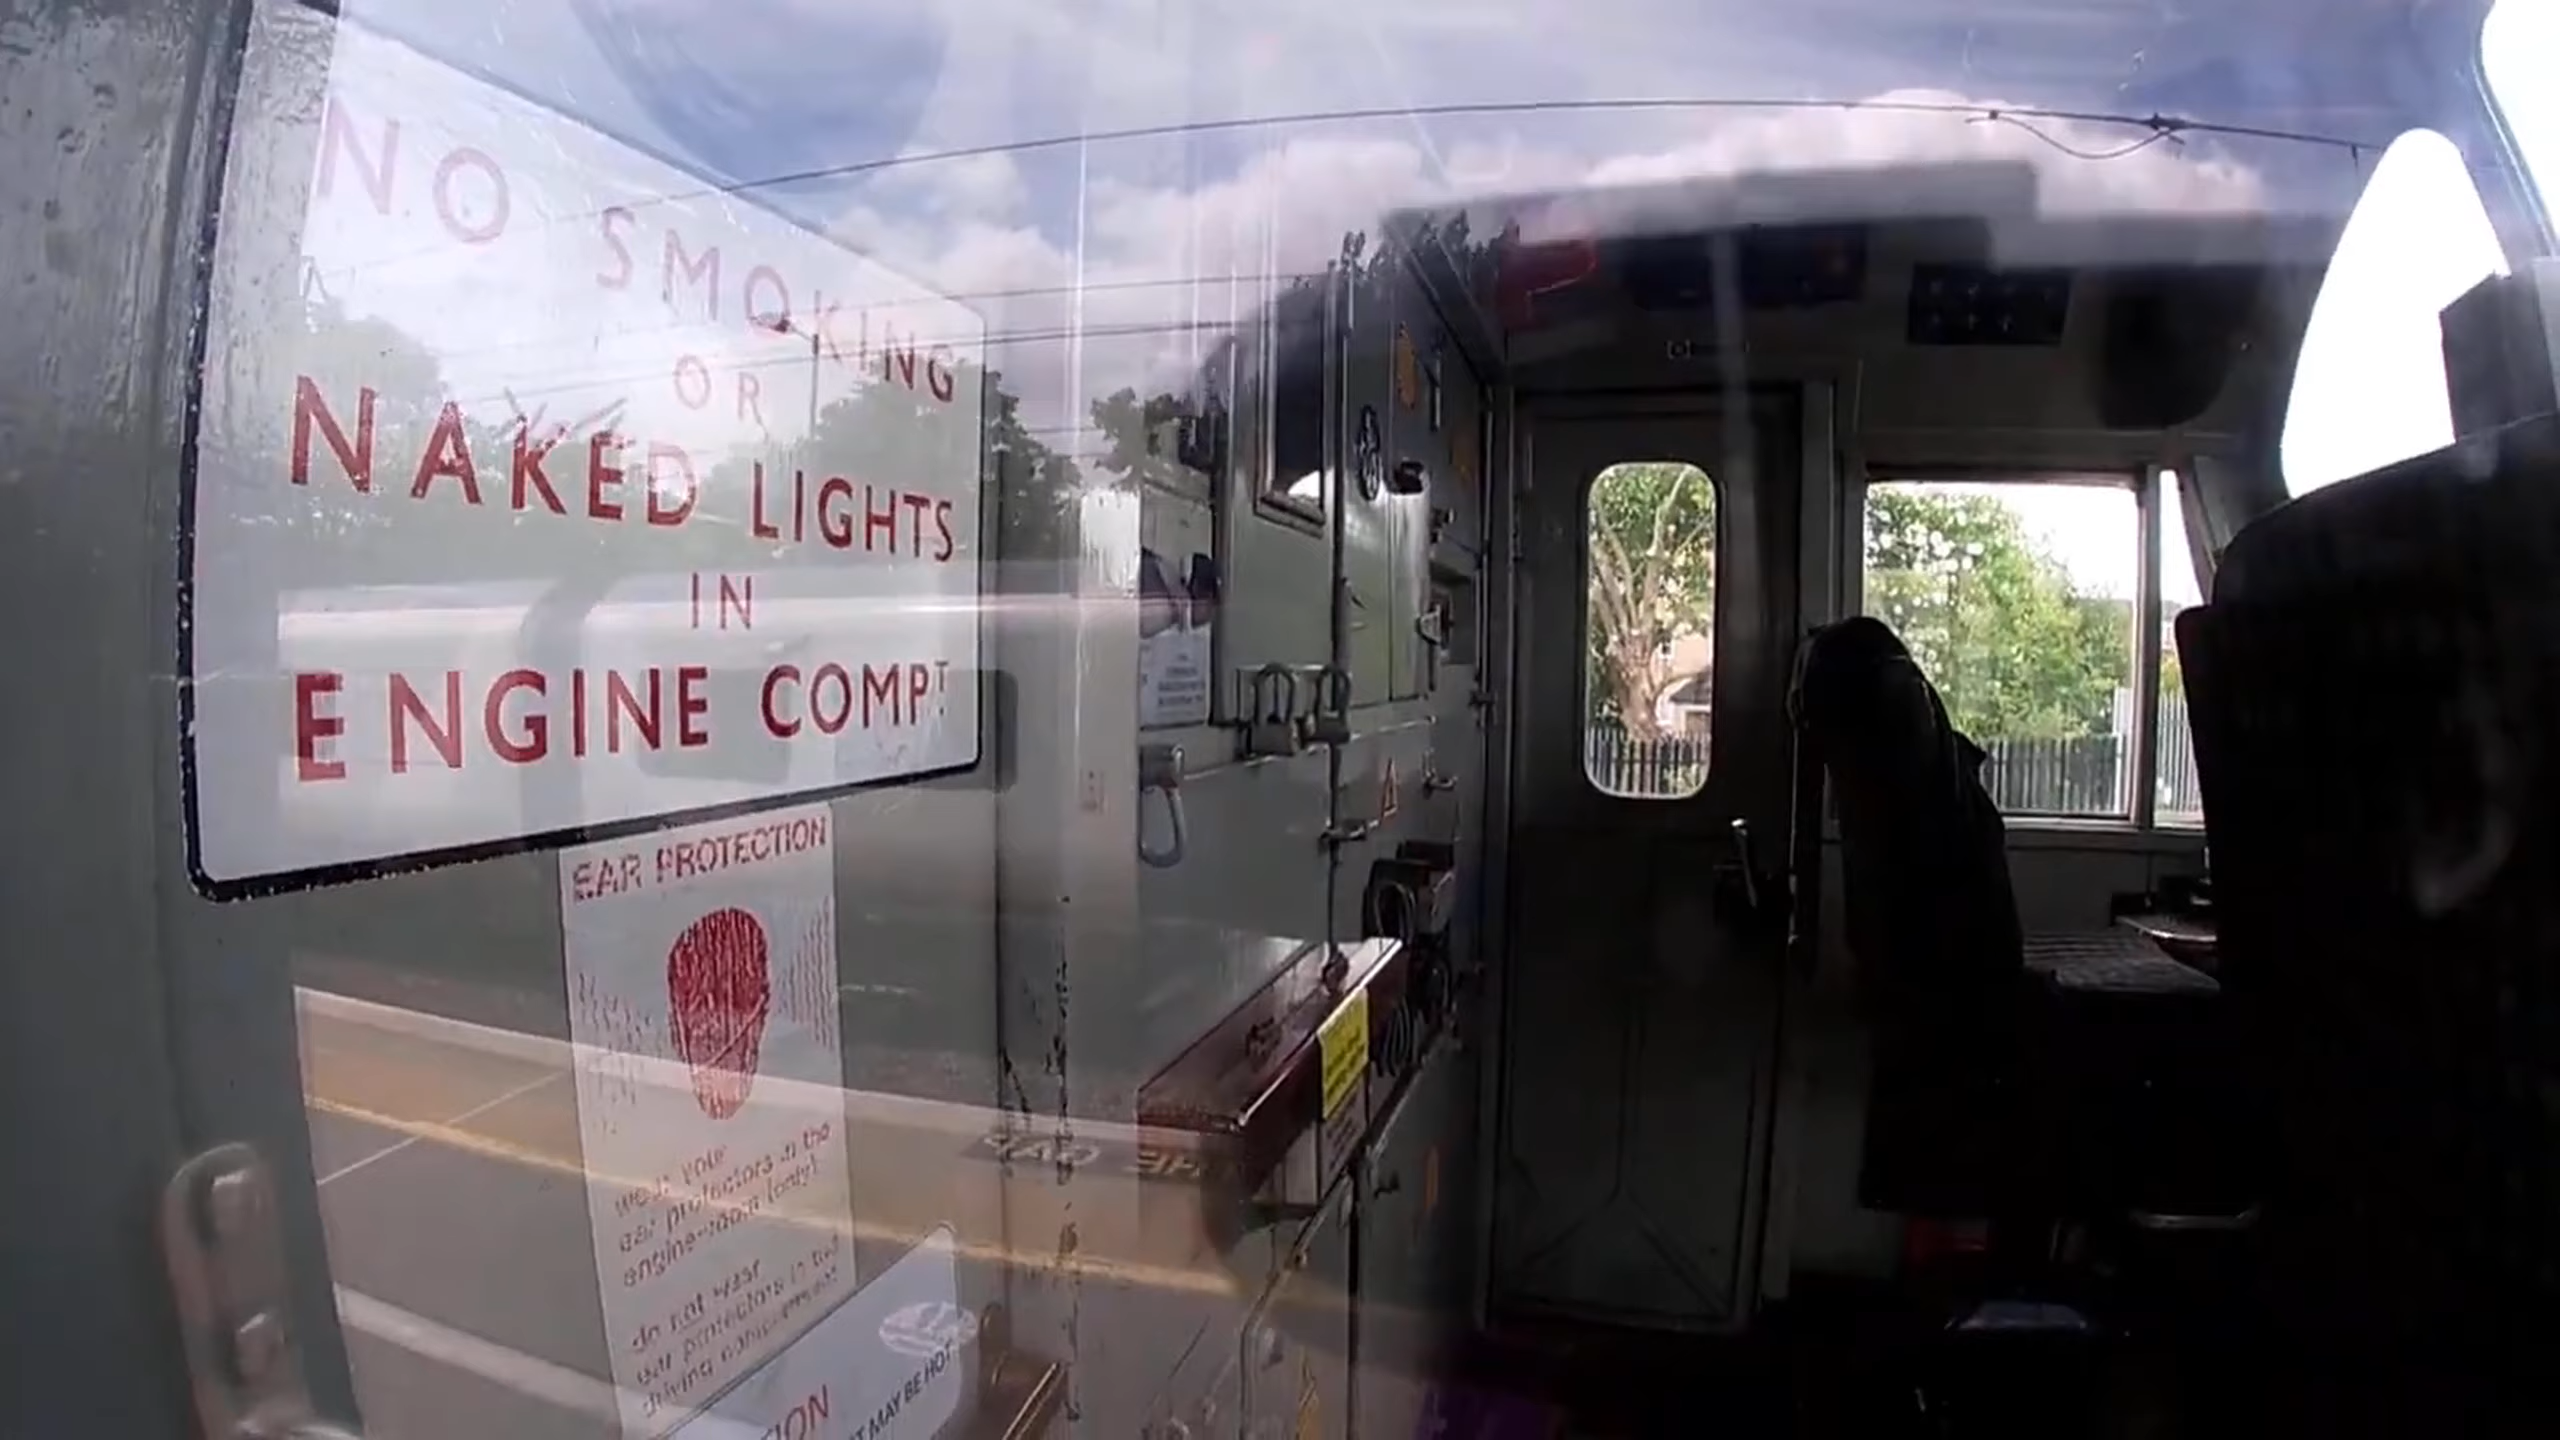 NO SMOKING
OR
NAKED LIGHTS
IN
ENGINE COMPT
EAR PROTECTION
wear your
ear protectors in the
engine-room (only)
do not wear
ear protectors in the
driving compartment
MAY BE HOT